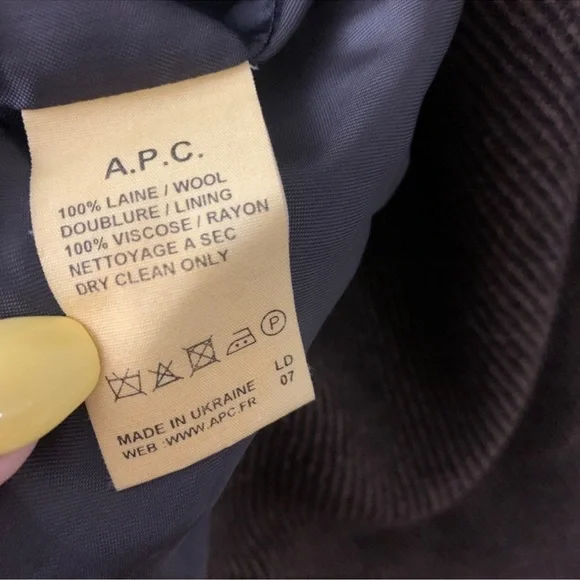 A.P.C.
100% LAINE / WOOL
DOUBLURE / LINING
100% VISCOSE / RAYON
NETTOYAGE A SEC
DRY CLEAN ONLY
P
LD
07
MADE IN UKRAINE
WEB :WWW.APC.FR